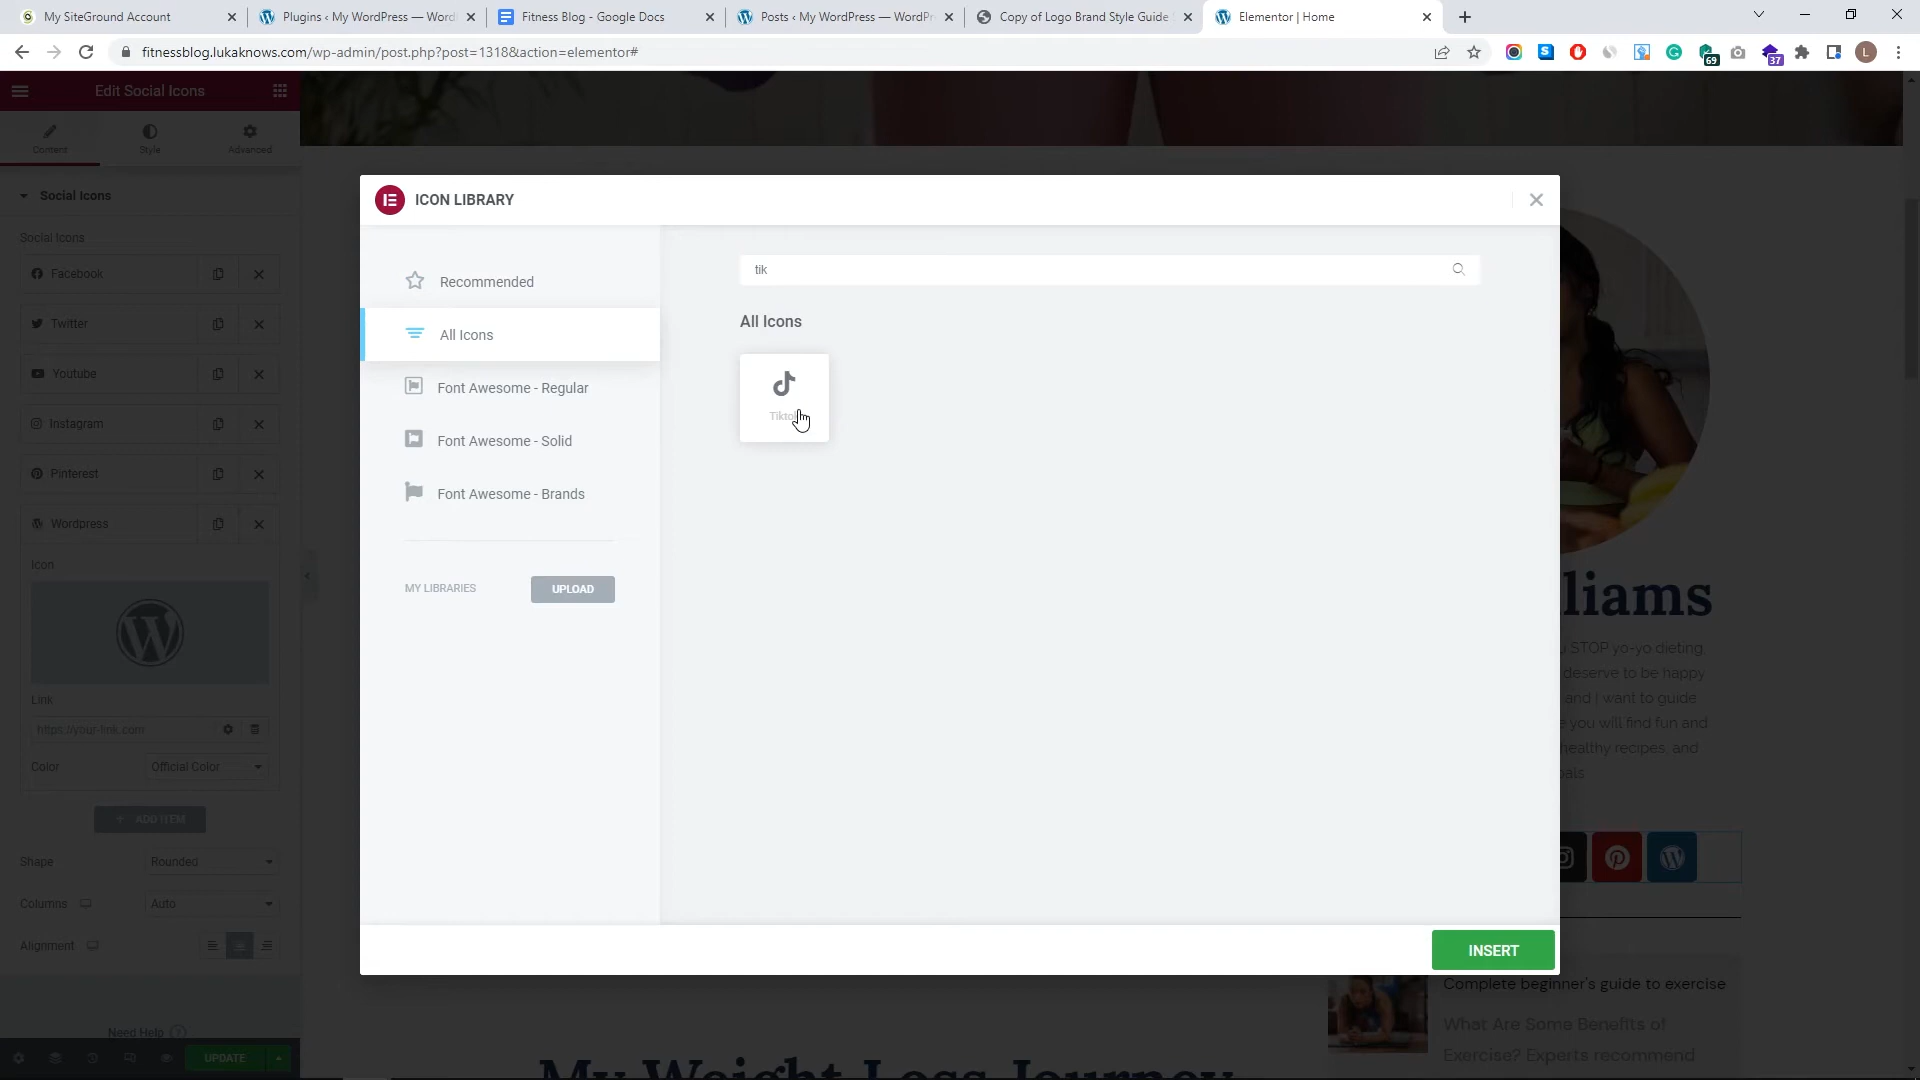 My SiteGround Account
Plugins ‹ My WordPress — Word
Fitness Blog - Google Docs
Posts ‹ My WordPress — WordPr
Copy of Logo Brand Style Guide
Elementor | Home
fitnessblog.lukaknows.com/wp-admin/post.php?post=1318&action=elementor#
69
37
L
Edit Social Icons
Content
Style
Advanced
Social Icons
Social Icons
Facebook
Twitter
Youtube
Instagram
Pinterest
Wordpress
Icon
Link
https://your-link.com
Color
Official Color
+ ADD ITEM
Shape
Rounded
Columns
Auto
Alignment
Need Help
UPDATE
ICON LIBRARY
Recommended
All Icons
Font Awesome - Regular
Font Awesome - Solid
Font Awesome - Brands
MY LIBRARIES
UPLOAD
tik
All Icons
INSERT
liams
STOP yo-yo dieting,
deserve to be happy
and I want to guide
you will find fun and
healthy recipes, and
Complete beginner's guide to exercise
What Are Some Benefits of
Exercise? Experts recommend
My Weight Loss Journey